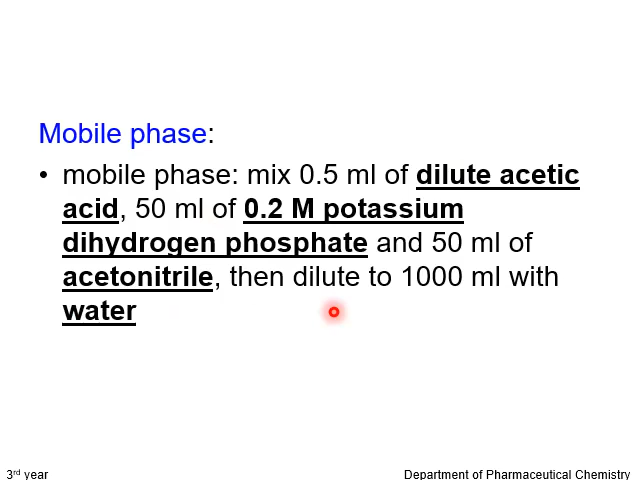 Mobile phase:
• mobile phase: mix 0.5 ml of dilute acetic
acid, 50 ml of 0.2 M potassium
dihydrogen phosphate and 50 ml of
acetonitrile, then dilute to 1000 ml with
water
3rd year
Department of Pharmaceutical Chemistry